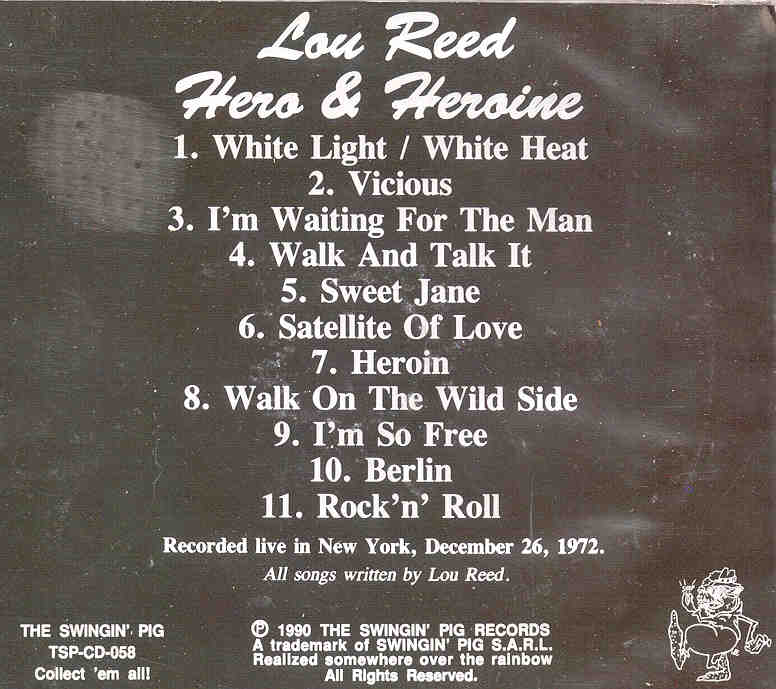 Lou Reed
Hero & Heroine
1. White Light / White Heat
2. Vicious
3. I'm Waiting For The Man
4. Walk And Talk It
5. Sweet Jane
6. Satellite Of Love
7. Heroin
8. Walk On The Wild Side
9. I'm So Free
10. Berlin
11. Rock'n' Roll
Recorded live in New York, December 26, 1972.
All songs written by Lou Reed.
THE SWINGIN' PIG
TSP-CD-058
Collect 'em all!
℗ 1990 THE SWINGIN' PIG RECORDS
A trademark of SWINGIN' PIG S.A.R.L.
Realized somewhere over the rainbow
All Rights Reserved.